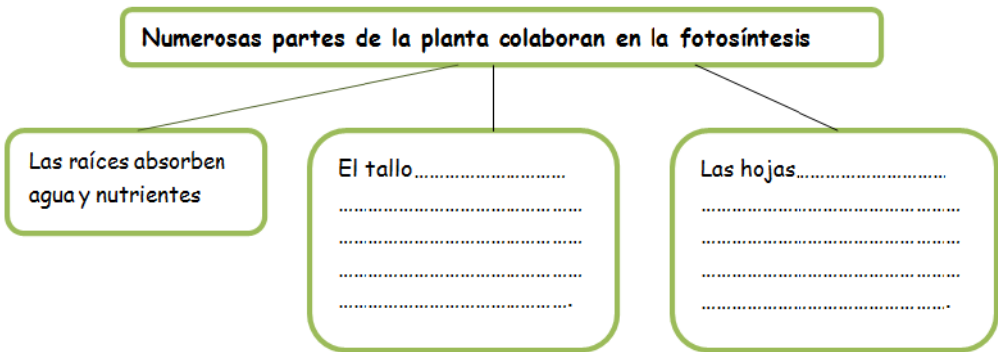 Numerosas partes de la planta colaboran en la fotosíntesis
Las raíces absorben
agua y nutrientes
El tallo..............................
................................................
................................................
................................................
..............................................
Las hojas..............................
...................................................
...................................................
...................................................
.................................................